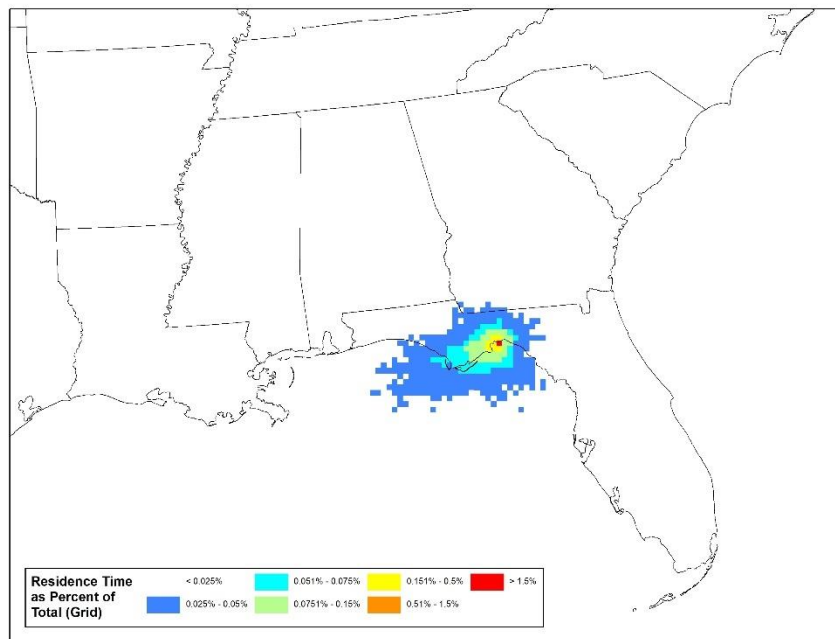 Residence Time
as Percent of
Total (Grid)
< 0.025%
0.051% - 0.075%
0.151% - 0.5%
> 1.5%
0.025% - 0.05%
0.0751% - 0.15%
0.51% - 1.5%